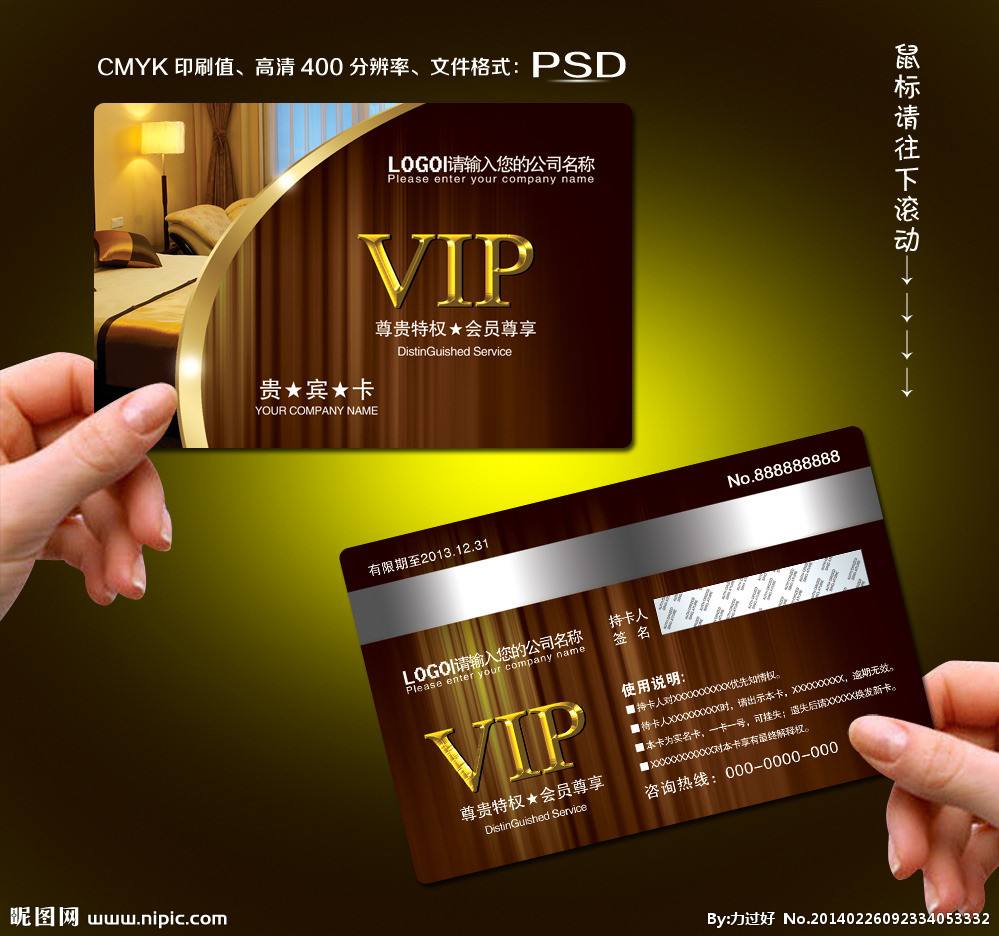 CMYK 印刷值、高清 400 分辨率、文件格式：PSD
鼠标请往下滚动↓↓↓↓
LOGO|请输入您的公司名称
Please enter your company name
VIP
尊贵特权★会员尊享
DistinGuished Service
贵★宾★卡
YOUR COMPANY NAME
No.888888888
有限期至2013.12.31
持卡人
签 名
LOGO|请输入您的公司名称
Please enter your company name
VIP
尊贵特权★会员尊享
DistinGuished Service
使用说明：
■持卡人对XXXXXXXXXX优先知情权。
■待卡人XXXXXXXXX时，请出示本卡，XXXXXXXXX，逾期无效。
■本卡为实名卡，一卡一号，可挂失；遗失后请XXXXX换发新卡。
■XXXXXXXXXXX对本卡享有最终解释权。
咨询热线：000-0000-000
昵图网 www.nipic.com
By:力过好 No.20140226092334053332